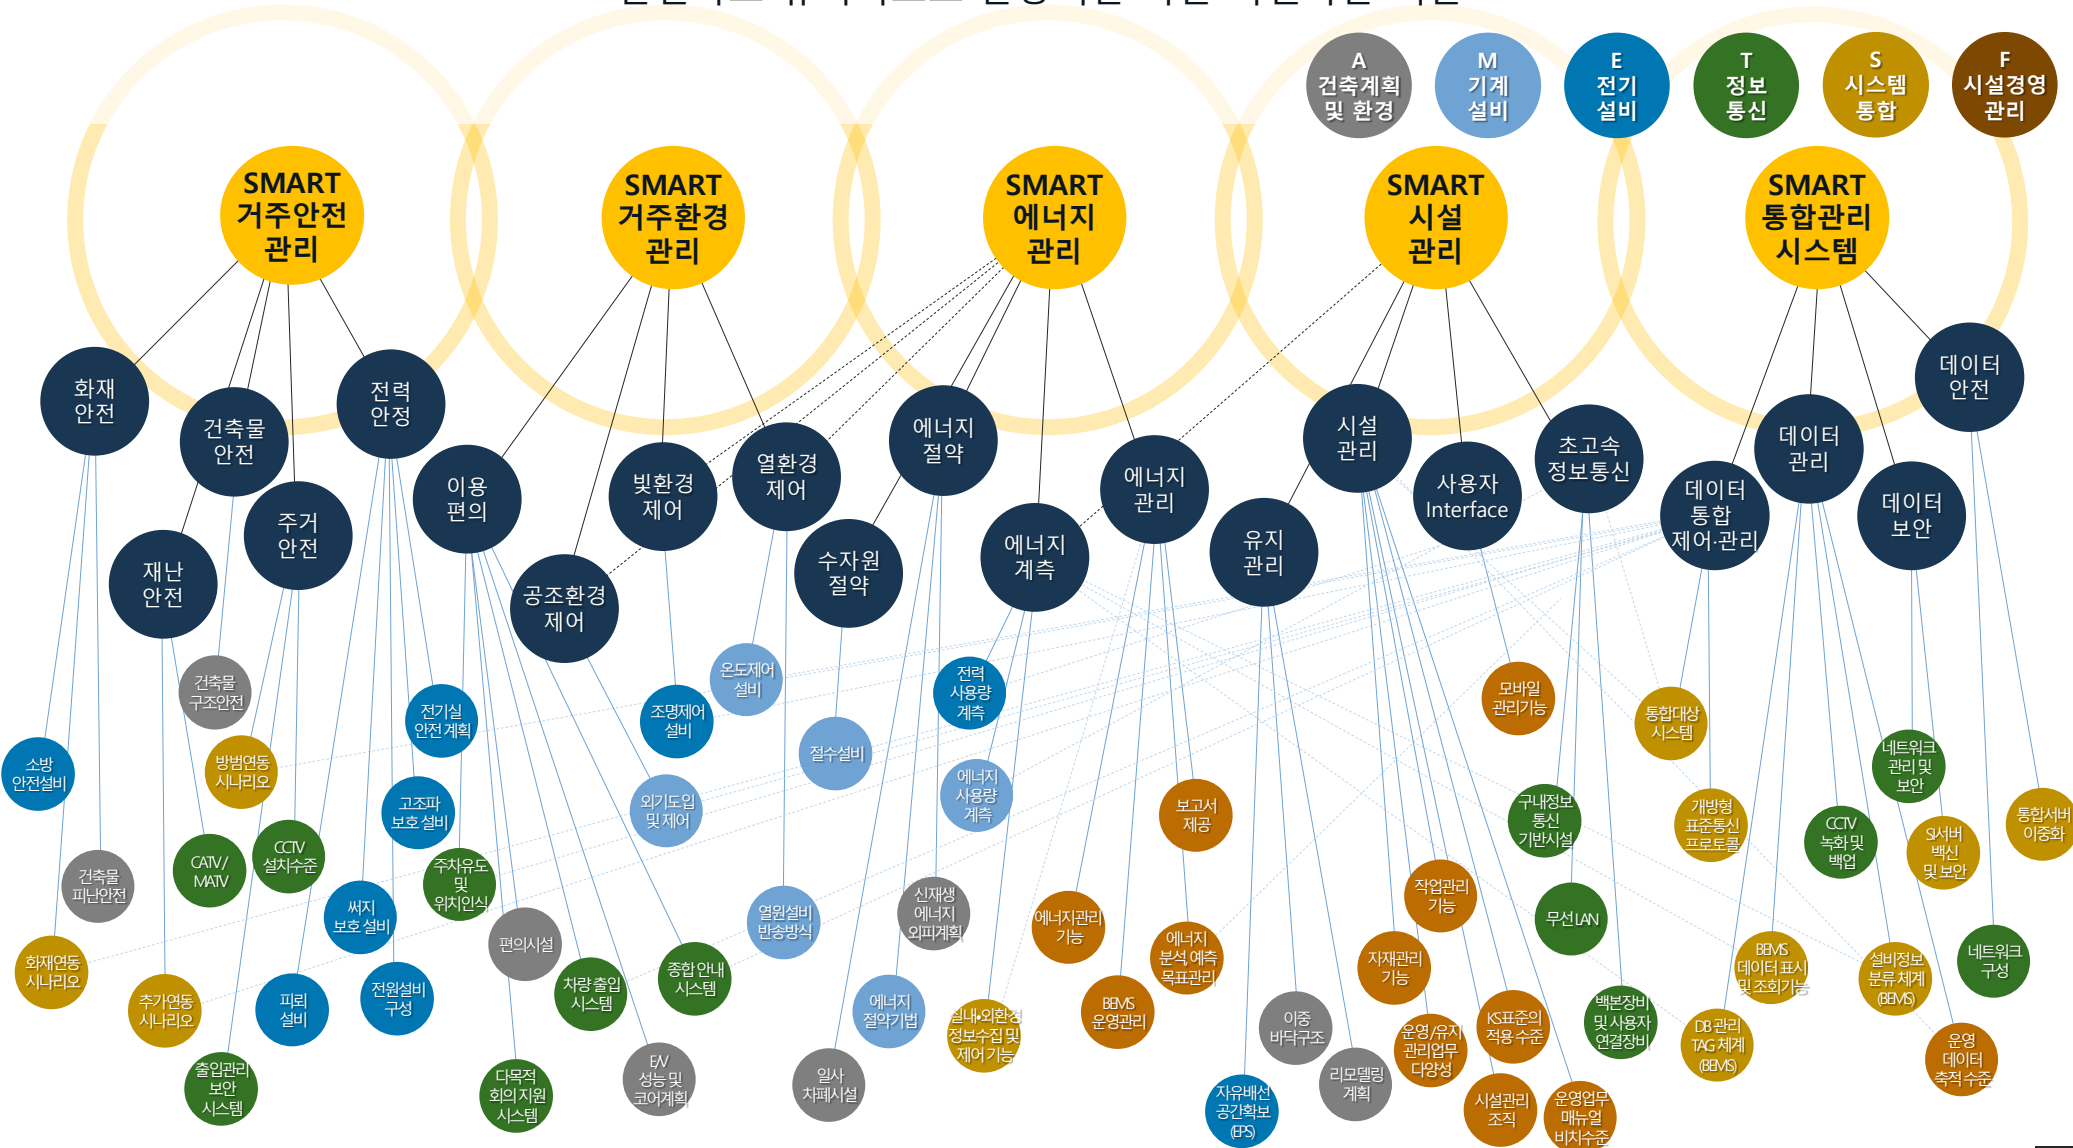 A
건축계획
및 환경
M
기계
설비
E
전기
설비
T
정보
통신
S
시스템
통합
F
시설경영
관리
SMART
거주안전
관리
SMART
거주환경
관리
SMART
에너지
관리
SMART
시설
관리
SMART
통합관리
시스템
화재
안전
건축물
안전
전력
안정
재난
안전
주거
안전
이용
편의
공조환경
제어
빛환경
제어
열환경
제어
수자원
절약
에너지
절약
에너지
계측
에너지
관리
유지
관리
시설
관리
사용자
Interface
초고속
정보통신
데이터
통합
제어·관리
데이터
관리
데이터
보안
데이터
안전
건축물
구조안전
소방
안전설비
방범연동
시나리오
전기실
안전 계획
고조파
보호 설비
건축물
피난안전
CATV /
MATV
CCTV
설치수준
주차유도
및
위치인식
써지
보호 설비
화재연동
시나리오
추가연동
시나리오
피뢰
설비
전원설비
구성
출입관리
보안
시스템
편의시설
다목적
회의 지원
시스템
차량 출입
시스템
종합 안내
시스템
E/V
성능 및
코어계획
온도제어
설비
조명제어
설비
외기도입
및 제어
절수설비
열원설비
반송방식
전력
사용량
계측
에너지
사용량
계측
신재생
에너지
외피계획
에너지
절약기법
일사
차폐시설
실내•외환경
정보수집 및
제어 기능
보고서
제공
에너지관리
기능
에너지
분석, 예측
목표관리
BEMS
운영관리
이중
바닥구조
리모델링
계획
자유배선
공간확보
(EPS)
모바일
관리기능
작업관리
기능
자재관리
기능
운영/유지
관리업무
다양성
KS표준의
적용 수준
시설관리
조직
운영업무
매뉴얼
비치수준
구내정보
통신
기반시설
무선 LAN
백본장비
및 사용자
연결장비
통합대상
시스템
개방형
표준통신
프로토콜
BEMS
데이터 표시
및 조회기능
DB 관리
TAG 체계
(BEMS)
CCTV
녹화 및
백업
설비정보
분류 체계
(BEMS)
운영
데이터
축적 수준
네트워크
관리 및
보안
SI서버
백신
및 보안
네트워크
구성
통합서버
이중화